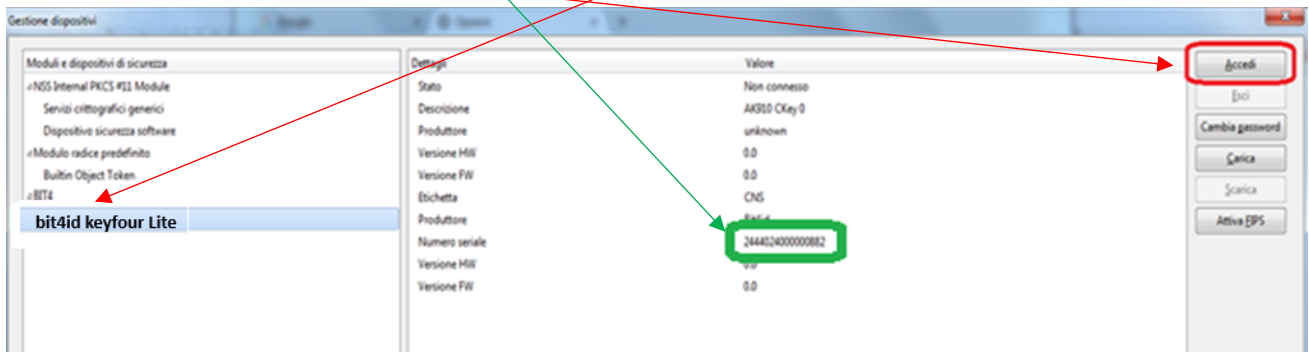 Gestione dispositivi
Moduli e dispositivi di sicurezza
NSS Internal PKCS #11 Module
Servizi crittografici generici
Dispositivo sicurezza software
Modulo radice predefinito
Builtin Object Token
BIT4
bit4id keyfour Lite
Dettagli Valore
Stato Non connesso
Descrizione AK910 CKey 0
Produttore unknown
Versione HW 0.0
Versione FW 0.0
Etichetta CNS
Produttore Bit4id
Numero seriale 2444024000000882
Versione HW 0.0
Versione FW 0.0
Accedi
Esci
Cambia password
Carica
Scarica
Attiva FIPS